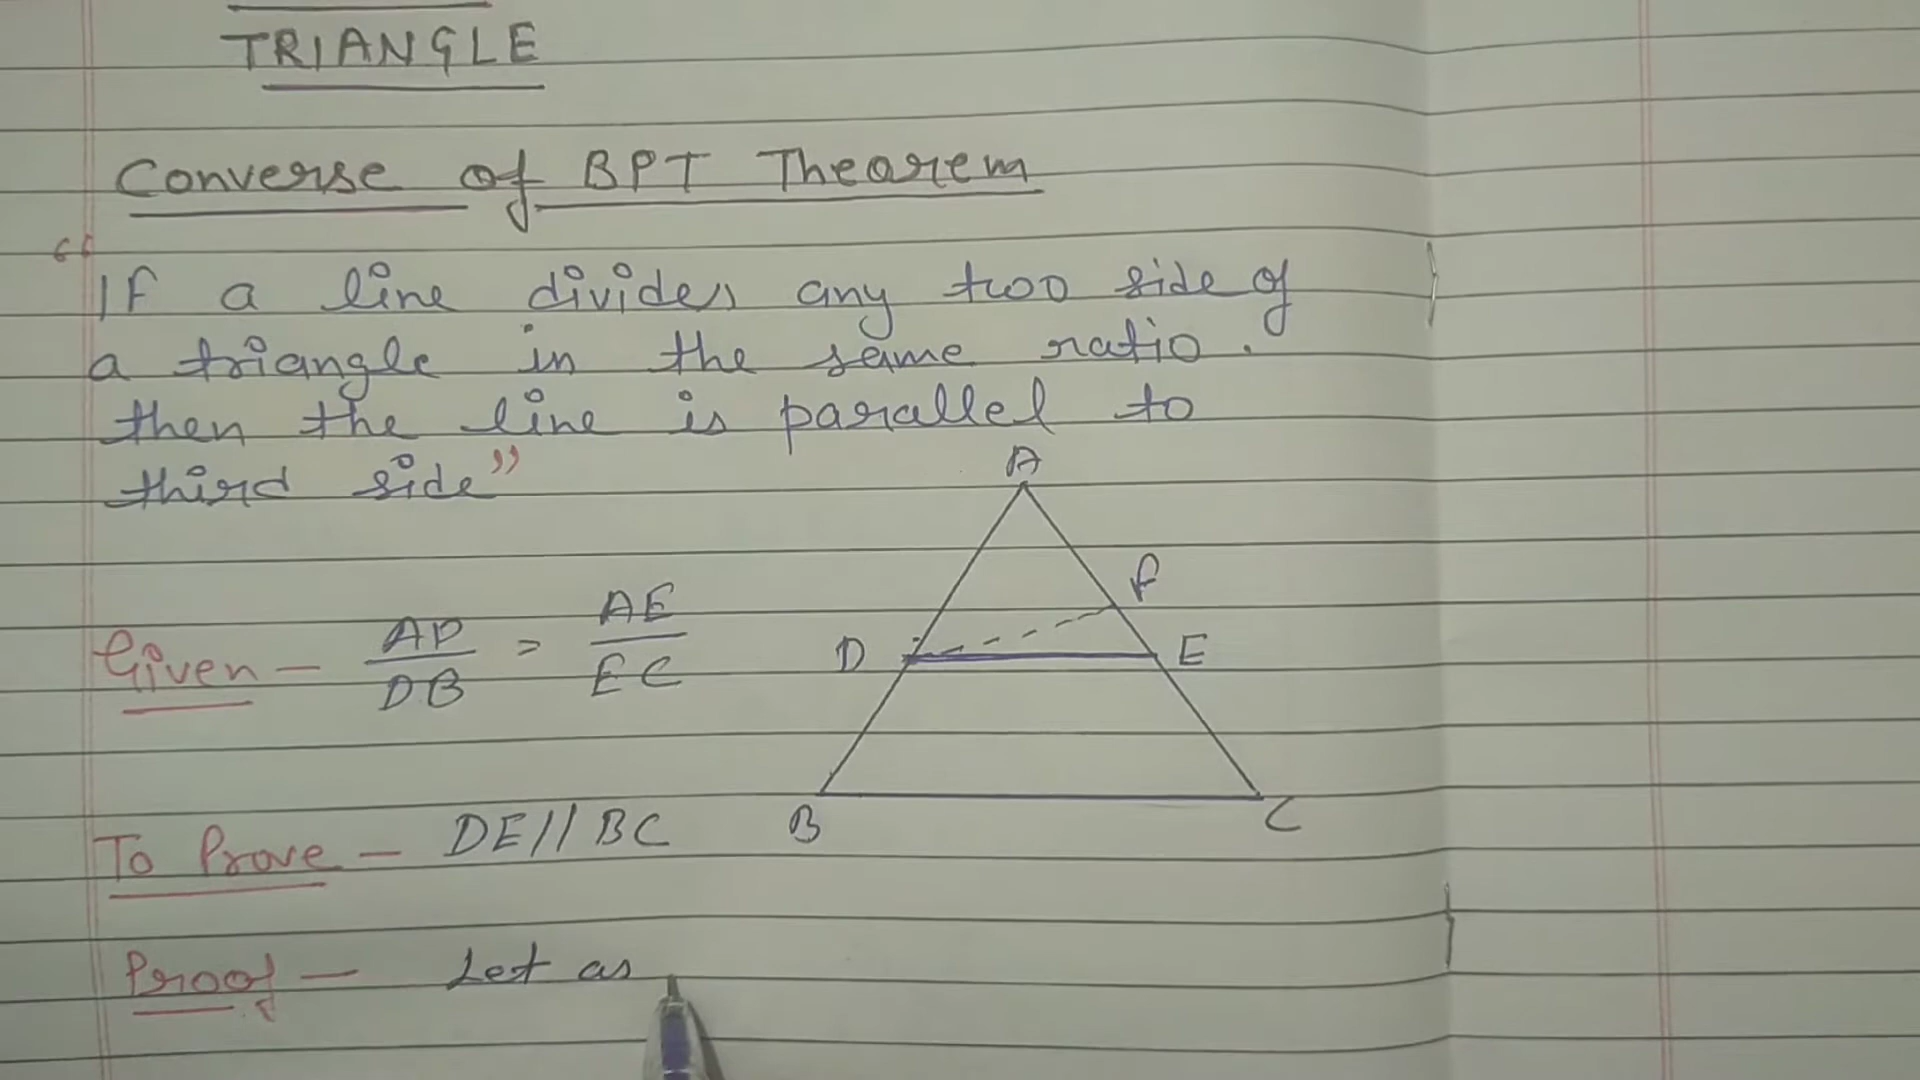 TRIANGLE
Converse of BPT Thearem
"If a line divides any two side of
a triangle in the same ratio.
then the line is parallel to
third side"
A
F
Given - AD/DB = AE/EC
D
E
B
C
To Prove - DE//BC
Proof - Let as